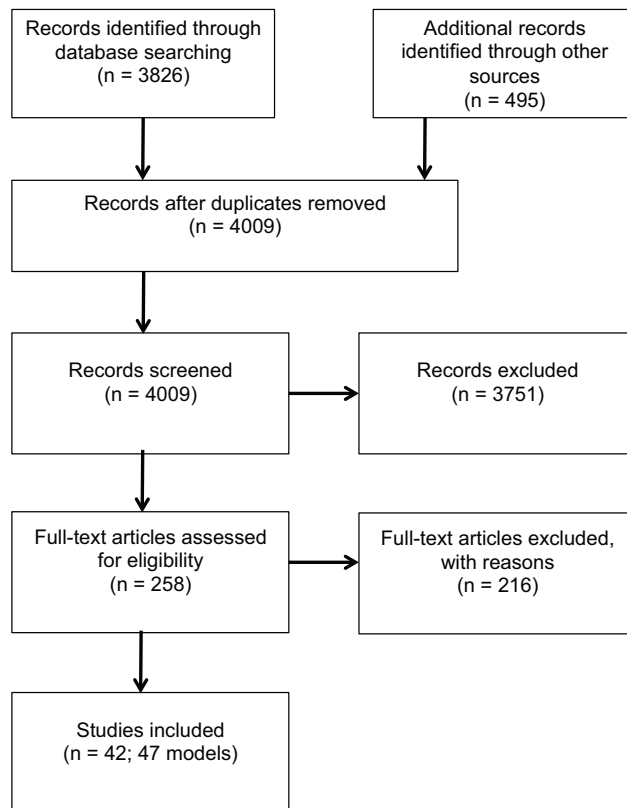 Records identified through
database searching
(n = 3826)
Additional records
identified through other
sources
(n = 495)
Records after duplicates removed
(n = 4009)
Records screened
(n = 4009)
Records excluded
(n = 3751)
Full-text articles assessed
for eligibility
(n = 258)
Full-text articles excluded,
with reasons
(n = 216)
Studies included
(n = 42; 47 models)